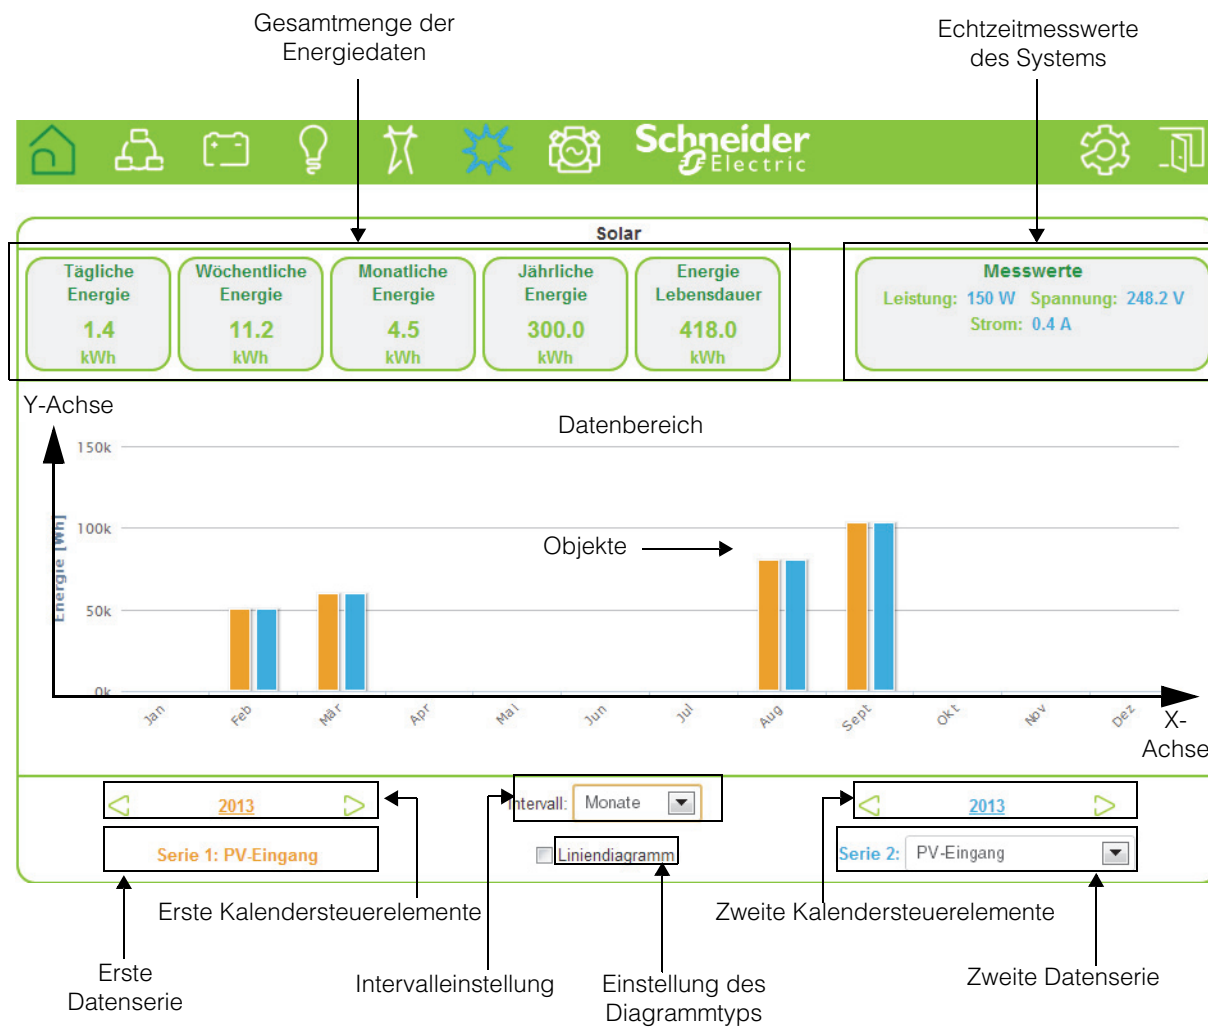 Gesamtmenge der
Energiedaten
Echtzeitmesswerte
des Systems
Schneider
Electric
Solar
Tägliche
Energie
1.4
kWh
Wöchentliche
Energie
11.2
kWh
Monatliche
Energie
4.5
kWh
Jährliche
Energie
300.0
kWh
Energie
Lebensdauer
418.0
kWh
Messwerte
Leistung: 150 W Spannung: 248.2 V
Strom: 0.4 A
Y-Achse
Datenbereich
150k
100k
50k
0k
Energie [Wh]
Objekte
Jan Feb Mär Apr Mai Jun Jul Aug Sept Okt Nov Dez
X-
Achse
2013
Intervall: Monate
2013
Serie 1: PV-Eingang
Liniendiagramm
Serie 2: PV-Eingang
Erste Kalendersteuerelemente
Zweite Kalendersteuerelemente
Erste
Datenserie
Intervalleinstellung
Einstellung des
Diagrammtyps
Zweite Datenserie